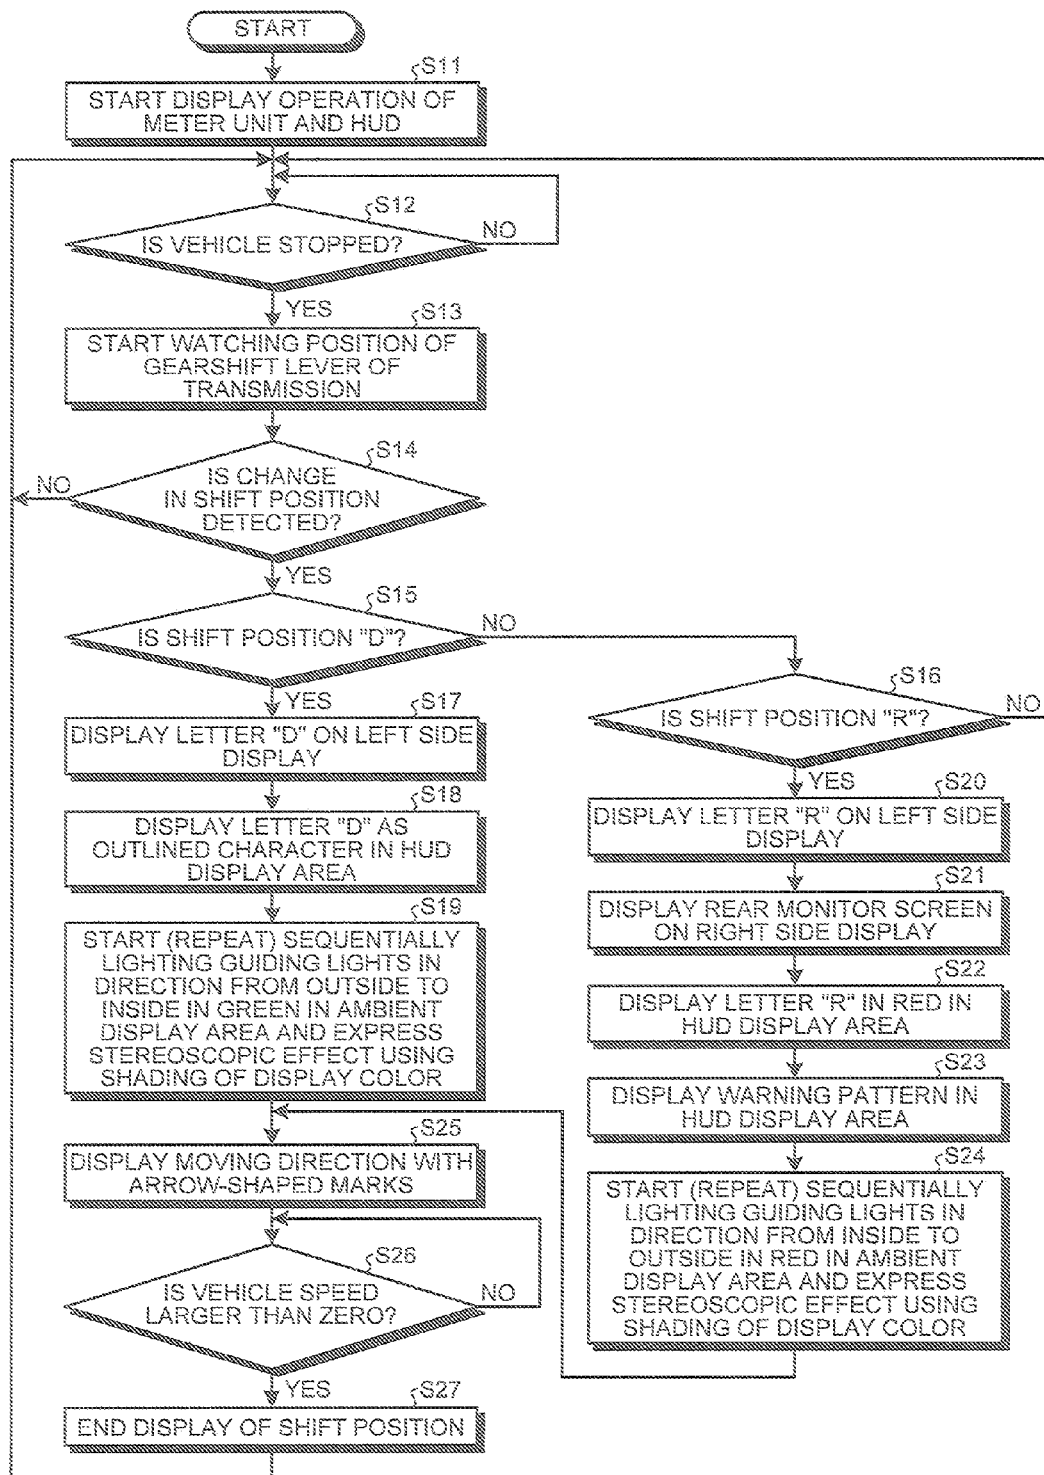 START
S11
START DISPLAY OPERATION OF
METER UNIT AND HUD
S12
IS VEHICLE STOPPED?
NO
YES
S13
START WATCHING POSITION OF
GEARSHIFT LEVER OF
TRANSMISSION
S14
IS CHANGE
IN SHIFT POSITION
DETECTED?
NO
YES
S15
IS SHIFT POSITION "D"?
NO
YES
S16
IS SHIFT POSITION "R"?
NO
YES
S17
DISPLAY LETTER "D" ON LEFT SIDE
DISPLAY
S18
DISPLAY LETTER "D" AS
OUTLINED CHARACTER IN HUD
DISPLAY AREA
S19
START (REPEAT) SEQUENTIALLY
LIGHTING GUIDING LIGHTS IN
DIRECTION FROM OUTSIDE TO
INSIDE IN GREEN IN AMBIENT
DISPLAY AREA AND EXPRESS
STEREOSCOPIC EFFECT USING
SHADING OF DISPLAY COLOR
S20
DISPLAY LETTER "R" ON LEFT SIDE
DISPLAY
S21
DISPLAY REAR MONITOR SCREEN
ON RIGHT SIDE DISPLAY
S22
DISPLAY LETTER "R" IN RED IN
HUD DISPLAY AREA
S23
DISPLAY WARNING PATTERN IN
HUD DISPLAY AREA
S24
START (REPEAT) SEQUENTIALLY
LIGHTING GUIDING LIGHTS IN
DIRECTION FROM INSIDE TO
OUTSIDE IN RED IN AMBIENT
DISPLAY AREA AND EXPRESS
STEREOSCOPIC EFFECT USING
SHADING OF DISPLAY COLOR
S25
DISPLAY MOVING DIRECTION WITH
ARROW-SHAPED MARKS
S26
IS VEHICLE SPEED
LARGER THAN ZERO?
NO
YES
S27
END DISPLAY OF SHIFT POSITION